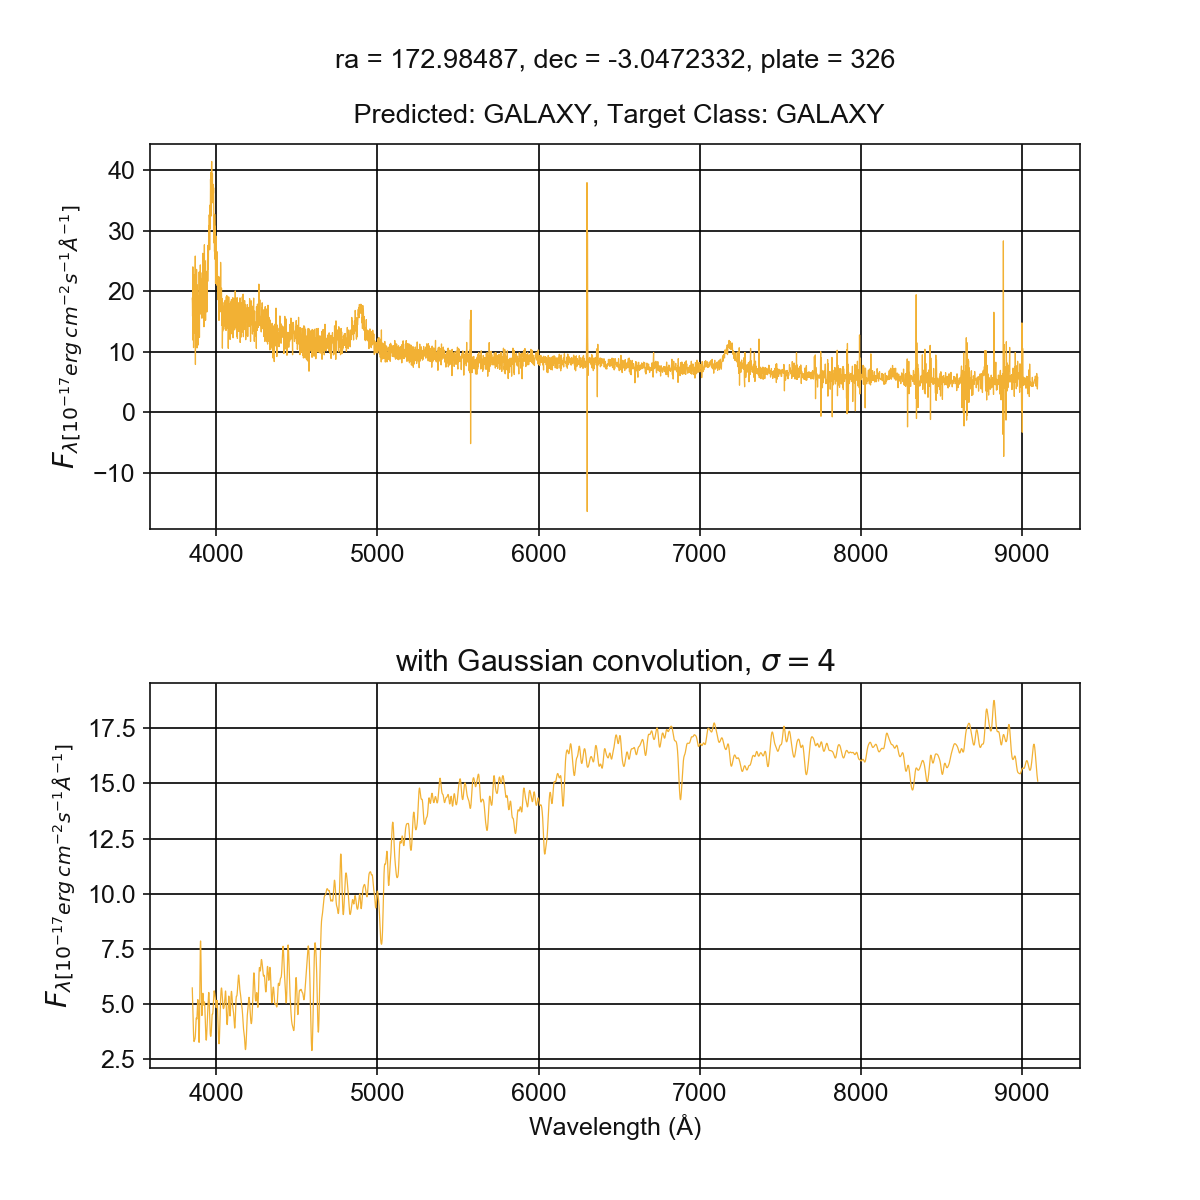 ra = 172.98487, dec = -3.0472332, plate = 326
Predicted: GALAXY, Target Class: GALAXY
40
30
20
10
0
−10
F_λ[10^−17 erg cm^−2 s^−1 Å^−1]
4000 5000 6000 7000 8000 9000
with Gaussian convolution, σ = 4
17.5
15.0
12.5
10.0
7.5
5.0
2.5
F_λ[10^−17 erg cm^−2 s^−1 Å^−1]
4000 5000 6000 7000 8000 9000
Wavelength (Å)